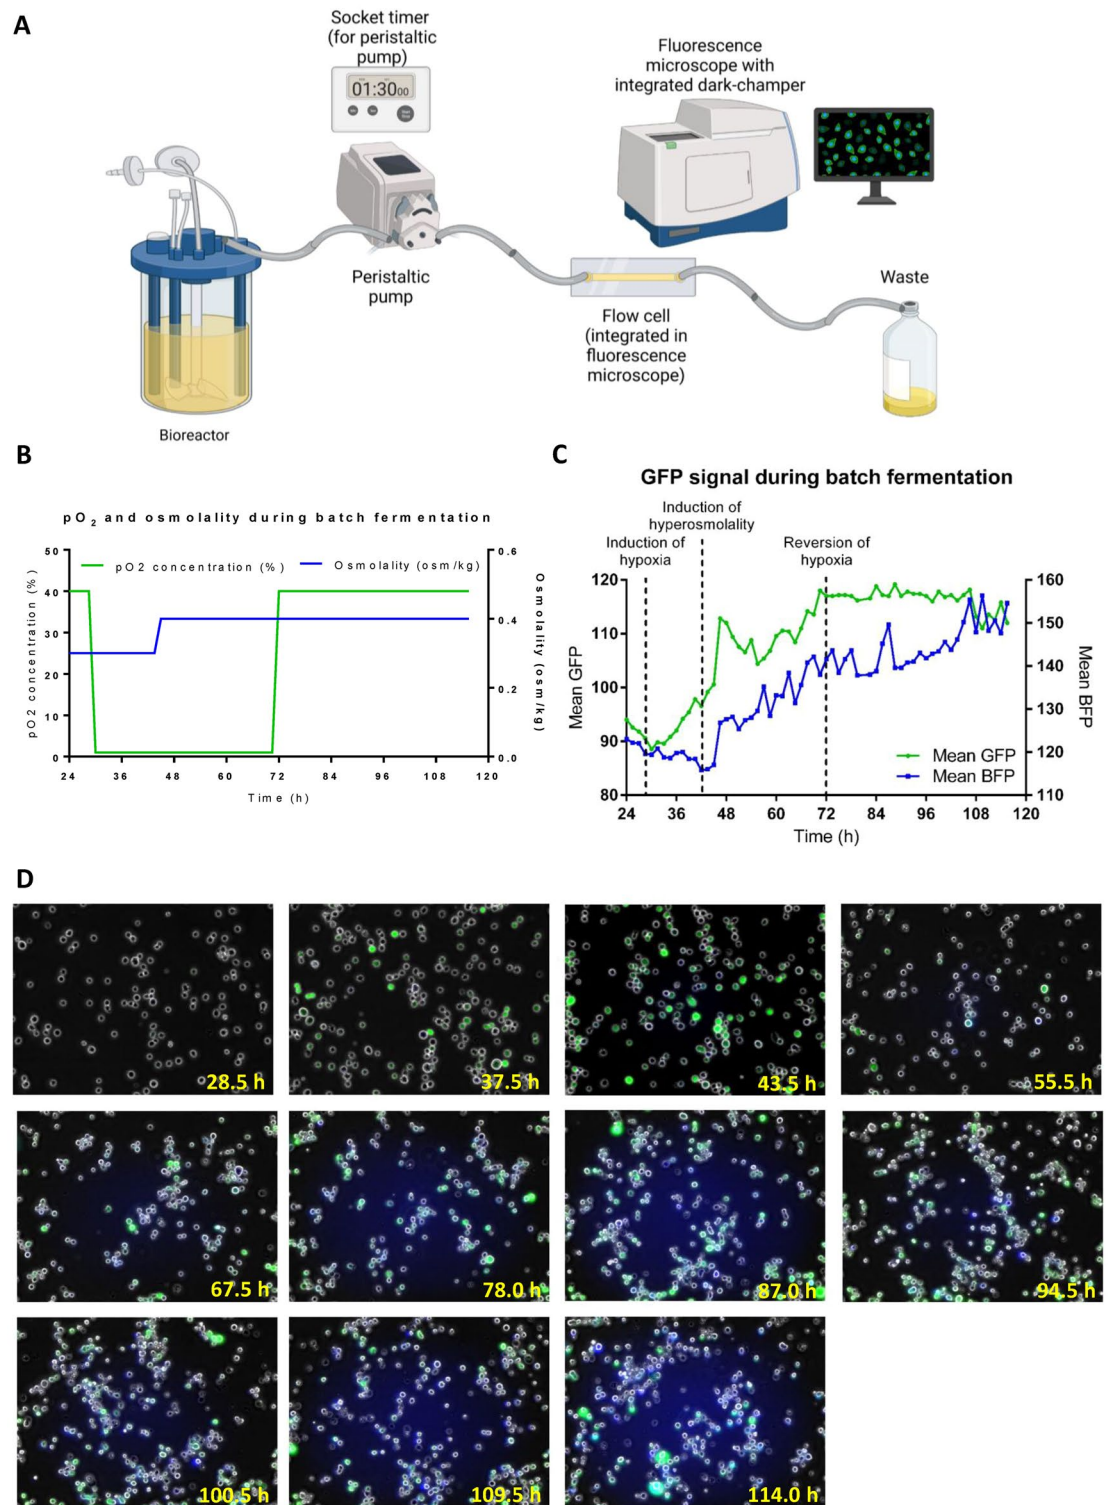 A
Socket timer
(for peristaltic
pump)
01:30 00
Fluorescence
microscope with
integrated dark-champer
Peristaltic
pump
Waste
Flow cell
(integrated in
fluorescence
microscope)
Bioreactor
B
pO2 and osmolality during batch fermentation
pO2 concentration (%)
Osmolality (osm/kg)
50
40
30
20
10
0
0.6
0.4
0.2
0.0
pO2 concentration (%)
Osmolality (osm/kg)
24 36 48 60 72 84 96 108 120
Time (h)
C
GFP signal during batch fermentation
Induction of
hyperosmolality
Induction of
hypoxia
Reversion of
hypoxia
120
110
100
90
80
160
150
140
130
120
110
Mean GFP
Mean BFP
Mean GFP
Mean BFP
24 36 48 60 72 84 96 108 120
Time (h)
D
28.5 h
37.5 h
43.5 h
55.5 h
67.5 h
78.0 h
87.0 h
94.5 h
100.5 h
109.5 h
114.0 h